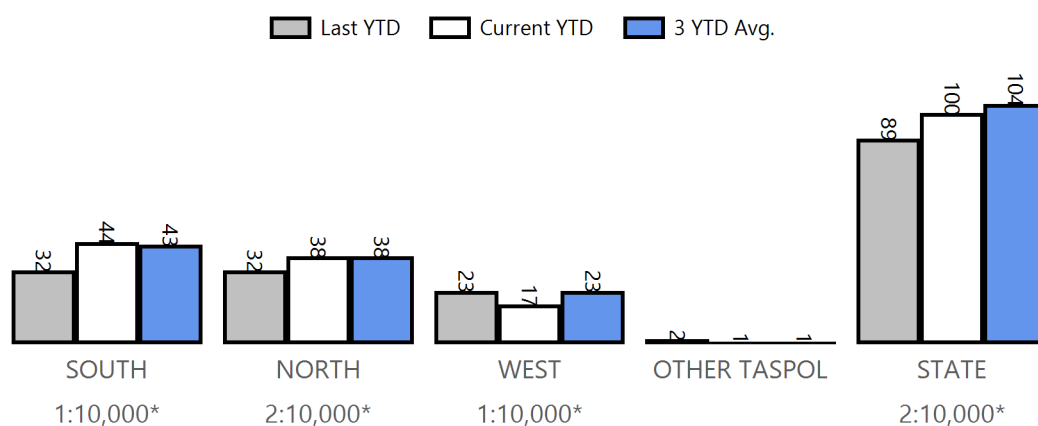 Last YTD Current YTD 3 YTD Avg.
32 44 43 32 38 38 23 17 23 2 1 1 89 100 104
SOUTH NORTH WEST OTHER TASPOL STATE
1:10,000* 2:10,000* 1:10,000* 2:10,000*